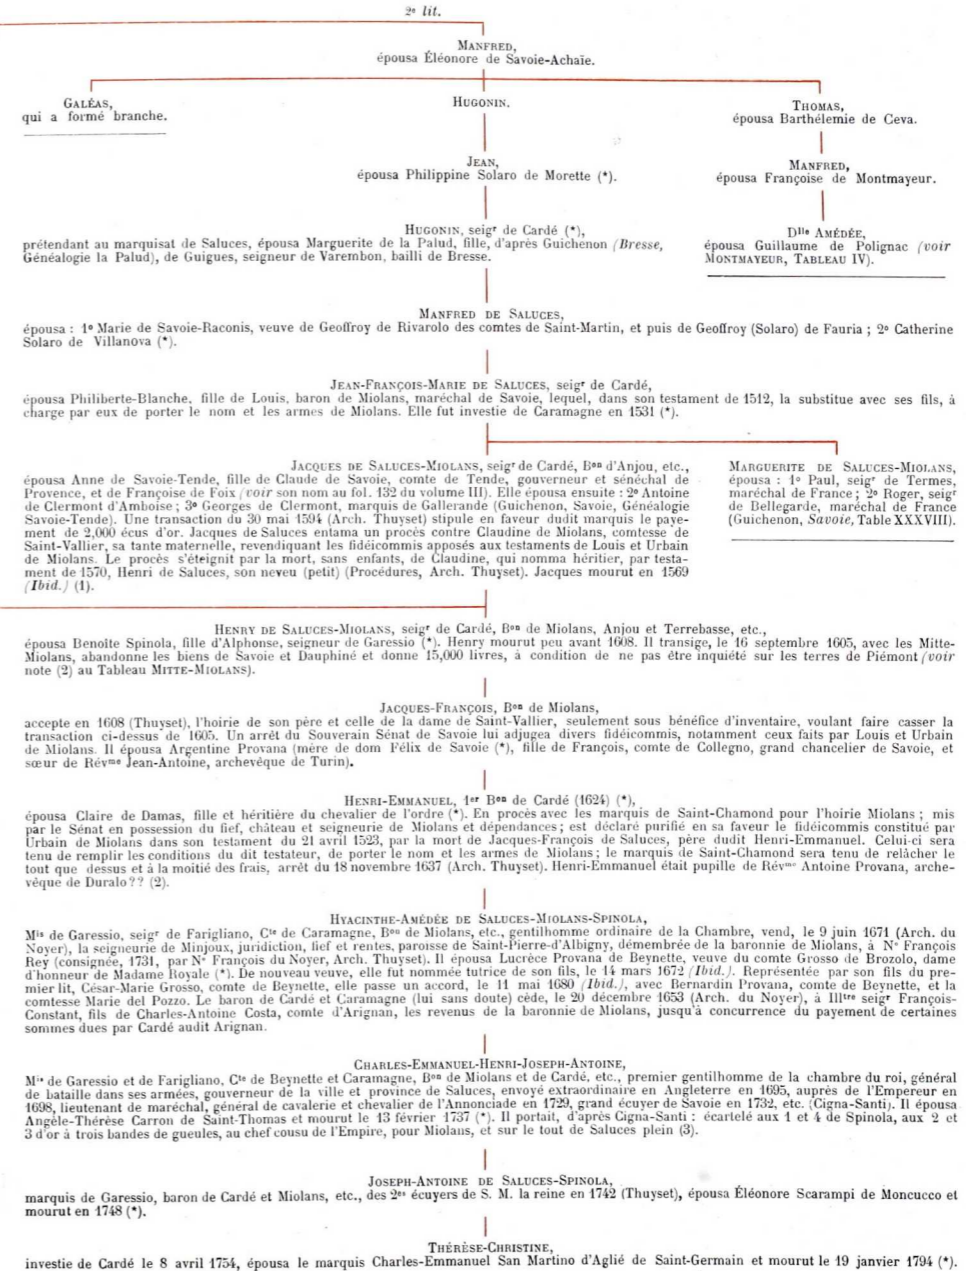 2e lit.
MANFRED,
épousa Éléonore de Savoie-Achaïe.
GALÉAS,
qui a formé branche.
HUGONIN.
THOMAS,
épousa Barthélemie de Ceva.
JEAN,
épousa Philippine Solaro de Morette (*).
MANFRED,
épousa Françoise de Montmayeur.
HUGONIN, seigr de Cardé (*),
prétendant au marquisat de Saluces, épousa Marguerite de la Palud, fille, d'après Guichenon (Bresse,
Généalogie la Palud), de Guigues, seigneur de Varembon, bailli de Bresse.
Dlle AMÉDÉE,
épousa Guillaume de Polignac (voir
MONTMAYEUR, TABLEAU IV).
MANFRED DE SALUCES,
épousa : 1o Marie de Savoie-Raconis, veuve de Geoffroy de Rivarolo des comtes de Saint-Martin, et puis de Geoffroy (Solaro) de Fauria ; 2o Catherine
Solaro de Villanova (*).
JEAN-FRANÇOIS-MARIE DE SALUCES, seigr de Cardé,
épousa Philiberte-Blanche, fille de Louis, baron de Miolans, maréchal de Savoie, lequel, dans son testament de 1512, la substitue avec ses fils, à
charge par eux de porter le nom et les armes de Miolans. Elle fut investie de Caramagne en 1531 (*).
JACQUES DE SALUCES-MIOLANS, seigr de Cardé, Bon d'Anjou, etc.,
épousa Anne de Savoie-Tende, fille de Claude de Savoie, comte de Tende, gouverneur et sénéchal de
Provence, et de Françoise de Foix (voir son nom au fol. 132 du volume III). Elle épousa ensuite : 2o Antoine
de Clermont d'Amboise ; 3o Georges de Clermont, marquis de Gallerande (Guichenon, Savoie, Généalogie
Savoie-Tende). Une transaction du 30 mai 1594 (Arch. Thuyset) stipule en faveur dudit marquis le paye-
ment de 2,000 écus d'or. Jacques de Saluces entama un procès contre Claudine de Miolans, comtesse de
Saint-Vallier, sa tante maternelle, revendiquant les fidéicommis apposés aux testaments de Louis et Urbain
de Miolans. Le procès s'éteignit par la mort, sans enfants, de Claudine, qui nomma héritier, par testa-
ment de 1570, Henri de Saluces, son neveu (petit) (Procédures, Arch. Thuyset). Jacques mourut en 1569
(Ibid.) (1).
MARGUERITE DE SALUCES-MIOLANS,
épousa : 1o Paul, seigr de Termes,
maréchal de France ; 2o Roger, seigr
de Bellegarde, maréchal de France
(Guichenon, Savoie, Table XXXVIII).
HENRY DE SALUCES-MIOLANS, seigr de Cardé, Bon de Miolans, Anjou et Terrebasse, etc.,
épousa Benoîte Spinola, fille d'Alphonse, seigneur de Garessio (*). Henry mourut peu avant 1608. Il transige, le 16 septembre 1605, avec les Mitte-
Miolans, abandonne les biens de Savoie et Dauphiné et donne 15,000 livres, à condition de ne pas être inquiété sur les terres de Piémont (voir
note (2) au Tableau MITTE-MIOLANS).
JACQUES-FRANÇOIS, Bon de Miolans,
accepte en 1608 (Thuyset), l'hoirie de son père et celle de la dame de Saint-Vallier, seulement sous bénéfice d'inventaire, voulant faire casser la
transaction ci-dessus de 1605. Un arrêt du Souverain Sénat de Savoie lui adjugea divers fidéicommis, notamment ceux faits par Louis et Urbain
de Miolans. Il épousa Argentine Provana (mère de dom Félix de Savoie (*), fille de François, comte de Collegno, grand chancelier de Savoie, et
sœur de Révme Jean-Antoine, archevêque de Turin).
HENRI-EMMANUEL, 1er Bon de Cardé (1624) (*),
épousa Claire de Damas, fille et héritière du chevalier de l'ordre (*). En procès avec les marquis de Saint-Chamond pour l'hoirie Miolans ; mis
par le Sénat en possession du fief, château et seigneurie de Miolans et dépendances ; est déclaré purifié en sa faveur le fidéicommis constitué par
Urbain de Miolans dans son testament du 21 avril 1523, par la mort de Jacques-François de Saluces, père dudit Henri-Emmanuel. Celui-ci sera
tenu de remplir les conditions du dit testateur, de porter le nom et les armes de Miolans ; le marquis de Saint-Chamond sera tenu de relâcher le
tout que dessus et à la moitié des frais, arrêt du 18 novembre 1637 (Arch. Thuyset). Henri-Emmanuel était pupille de Révme Antoine Provana, arche-
vêque de Duralo ?? (2).
HYACINTHE-AMÉDÉE DE SALUCES-MIOLANS-SPINOLA,
Mis de Garessio, seigr de Farigliano, Cte de Caramagne, Bon de Miolans, etc., gentilhomme ordinaire de la Chambre, vend, le 9 juin 1671 (Arch. du
Noyer), la seigneurie de Minjoux, juridiction, fief et rentes, paroisse de Saint-Pierre-d'Albigny, démembrée de la baronnie de Miolans, à Ne François
Rey (consignée, 1731, par Ne François du Noyer, Arch. Thuyset). Il épousa Lucrèce Provana de Beynette, veuve du comte Grosso de Brozolo, dame
d'honneur de Madame Royale (*). De nouveau veuve, elle fut nommée tutrice de son fils, le 14 mars 1672 (Ibid.). Représentée par son fils du pre-
mier lit, César-Marie Grosso, comte de Beynette, elle passe un accord, le 11 mai 1680 (Ibid.), avec Bernardin Provana, comte de Beynette, et la
comtesse Marie del Pozzo. Le baron de Cardé et Caramagne (lui sans doute) cède, le 20 décembre 1653 (Arch. du Noyer), à Illtre seigr François-
Constant, fils de Charles-Antoine Costa, comte d'Arignan, les revenus de la baronnie de Miolans, jusqu'à concurrence du payement de certaines
sommes dues par Cardé audit Arignan.
CHARLES-EMMANUEL-HENRI-JOSEPH-ANTOINE,
Mis de Garessio et de Farigliano, Cte de Beynette et Caramagne, Bon de Miolans et de Cardé, etc., premier gentilhomme de la chambre du roi, général
de bataille dans ses armées, gouverneur de la ville et province de Saluces, envoyé extraordinaire en Angleterre en 1695, auprès de l'Empereur en
1698, lieutenant de maréchal, général de cavalerie et chevalier de l'Annonciade en 1729, grand écuyer de Savoie en 1732, etc. (Cigna-Santi). Il épousa
Angèle-Thérèse Carron de Saint-Thomas et mourut le 13 février 1737 (*). Il portait, d'après Cigna-Santi : écartelé aux 1 et 4 de Spinola, aux 2 et
3 d'or à trois bandes de gueules, au chef cousu de l'Empire, pour Miolans, et sur le tout de Saluces plein (3).
JOSEPH-ANTOINE DE SALUCES-SPINOLA,
marquis de Garessio, baron de Cardé et Miolans, etc., des 2es écuyers de S. M. la reine en 1742 (Thuyset), épousa Éléonore Scarampi de Moncucco et
mourut en 1748 (*).
THÉRÈSE-CHRISTINE,
investie de Cardé le 8 avril 1754, épousa le marquis Charles-Emmanuel San Martino d'Aglié de Saint-Germain et mourut le 19 janvier 1794 (*).